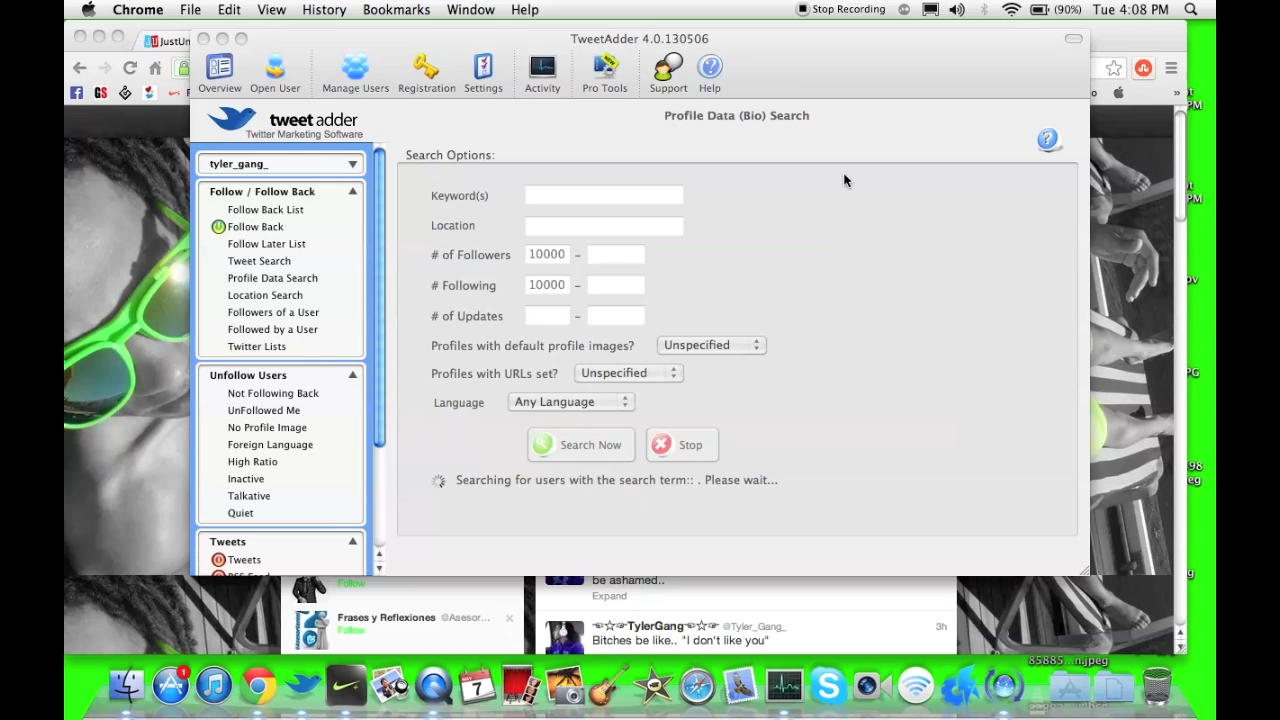 Chrome File Edit View History Bookmarks Window Help Stop Recording (90%) Tue 4:08 PM
JustUn
TweetAdder 4.0.130506
Overview Open User Manage Users Registration Settings Activity Pro Tools Support Help
tweet adder
Twitter Marketing Software
Profile Data (Bio) Search
tyler_gang_
Follow / Follow Back
Follow Back List
Follow Back
Follow Later List
Tweet Search
Profile Data Search
Location Search
Followers of a User
Followed by a User
Twitter Lists
Unfollow Users
Not Following Back
UnFollowed Me
No Profile Image
Foreign Language
High Ratio
Inactive
Talkative
Quiet
Tweets
Tweets
Search Options:
Keyword(s)
Location
# of Followers 10000 –
# Following 10000 –
# of Updates –
Profiles with default profile images? Unspecified
Profiles with URLs set? Unspecified
Language Any Language
Search Now Stop
Searching for users with the search term:: . Please wait...
Follow
Frases y Reflexiones @Asesor...
Follow
be ashamed..
Expand
☜☆☞TylerGang☜☆☞ @Tyler_Gang_ 3h
Bitches be like.. "I don't like you"
85885...n.jpeg